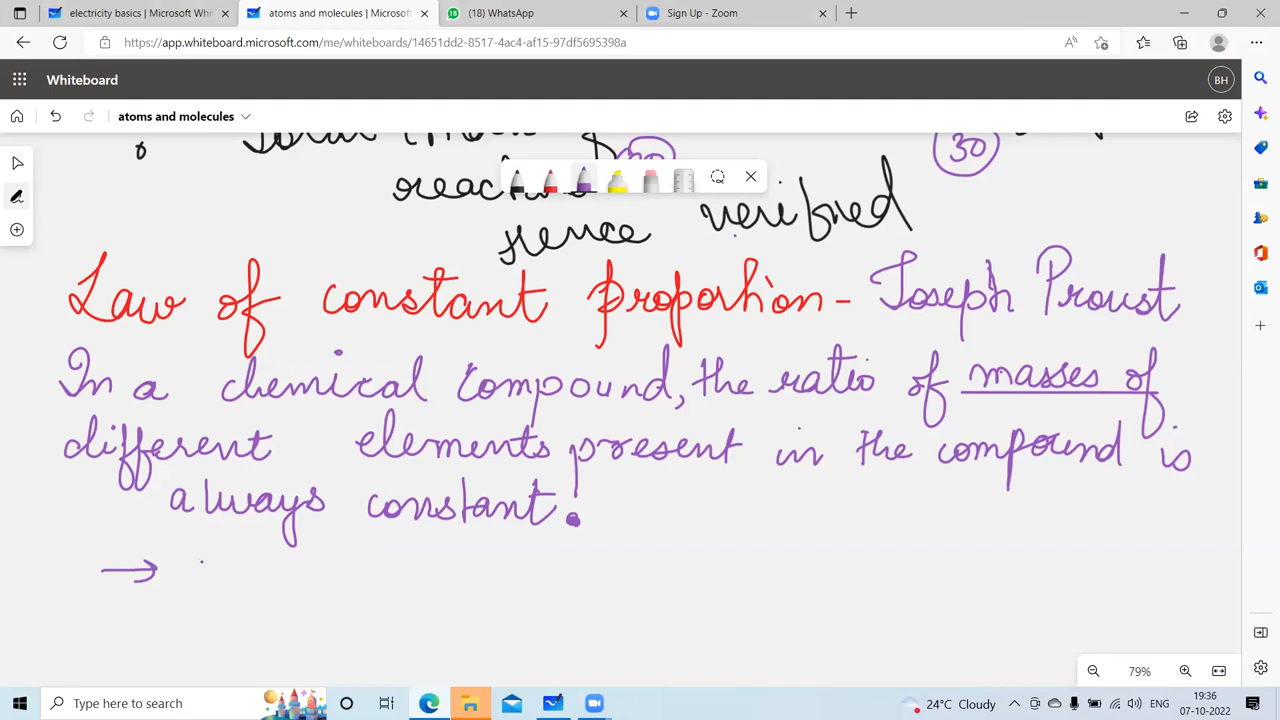 electricity basics | Microsoft Whi
atoms and molecules | Microsoft
(18) WhatsApp
Sign Up - Zoom
https://app.whiteboard.microsoft.com/me/whiteboards/14651dd2-8517-4ac4-af15-97df5695398a
Whiteboard
BH
atoms and molecules
30
hence verified
Law of constant proportion - Joseph Proust
In a chemical compound, the ratio of masses of
different elements present in the compound is
always constant.
→
79%
Type here to search
24°C Cloudy
ENG
19:36
07-10-2022